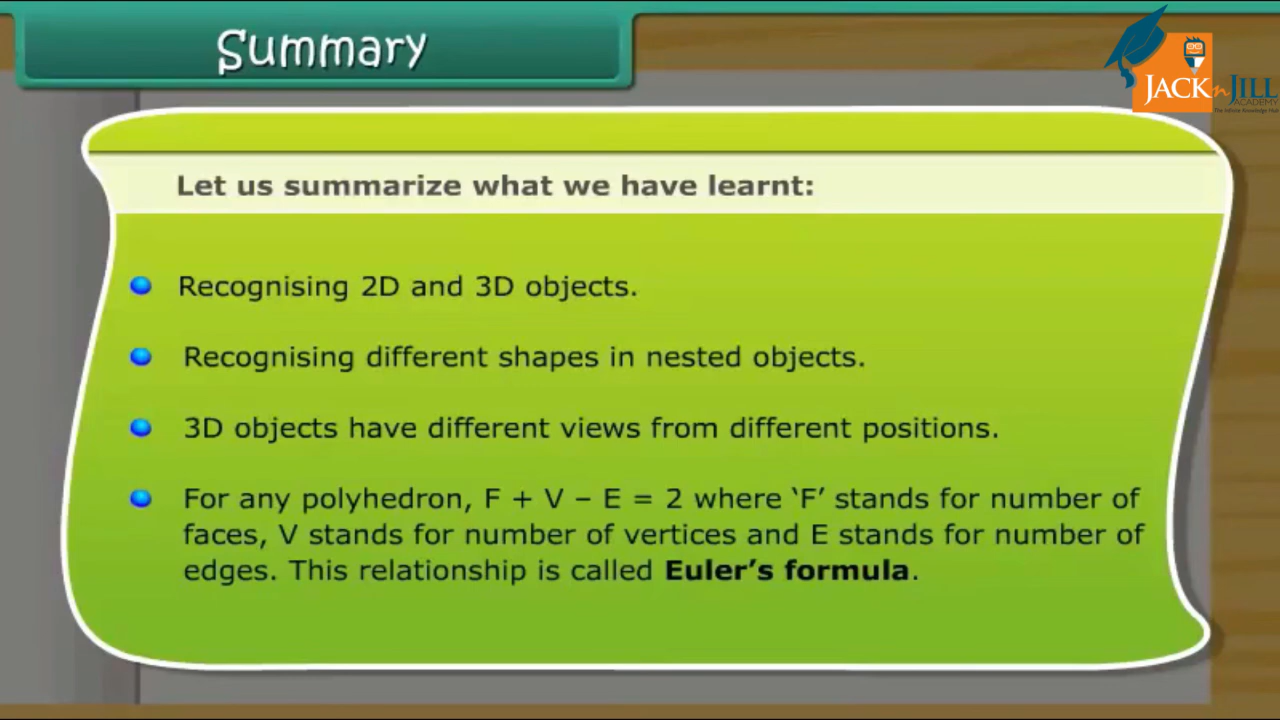 Summary
JACK n JILL
ACADEMY
Let us summarize what we have learnt:
Recognising 2D and 3D objects.
Recognising different shapes in nested objects.
3D objects have different views from different positions.
For any polyhedron, F + V – E = 2 where ‘F’ stands for number of
faces, V stands for number of vertices and E stands for number of
edges. This relationship is called Euler’s formula.